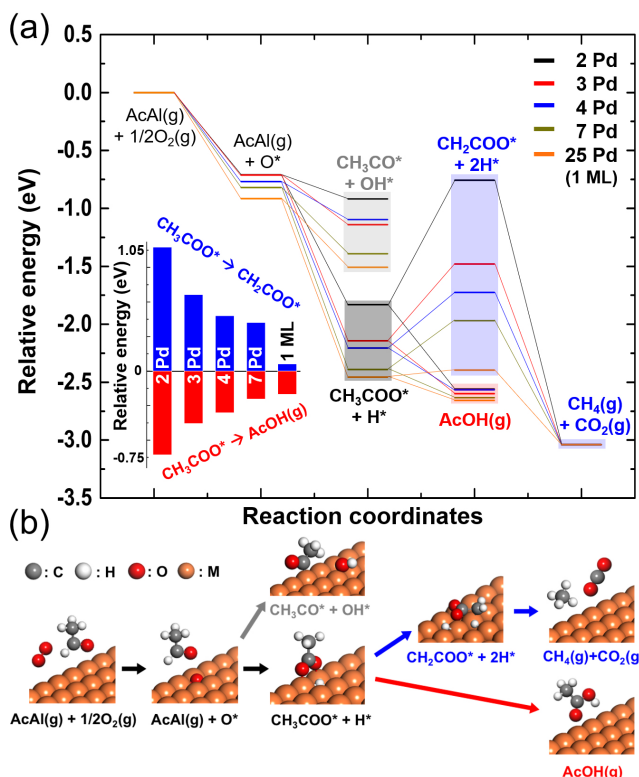 (a)
0.5
0.0
-0.5
-1.0
-1.5
-2.0
-2.5
-3.0
-3.5
Relative energy (eV)
Reaction coordinates
AcAl(g)
+ 1/2O₂(g)
AcAl(g)
+ O*
CH₃CO*
+ OH*
CH₃COO*
+ H*
CH₂COO*
+ 2H*
AcOH(g)
CH₄(g)
+ CO₂(g)
2 Pd
3 Pd
4 Pd
7 Pd
25 Pd
(1 ML)
Relative energy (eV)
1.05
0
-0.75
CH₃COO* → CH₂COO*
2 Pd
3 Pd
4 Pd
7 Pd
1 ML
CH₃COO* → AcOH(g)
(b)
: C : H : O : M
CH₃CO* + OH*
AcAl(g) + 1/2O₂(g)
AcAl(g) + O*
CH₃COO* + H*
CH₂COO* + 2H*
CH₄(g)+CO₂(g
AcOH(g)